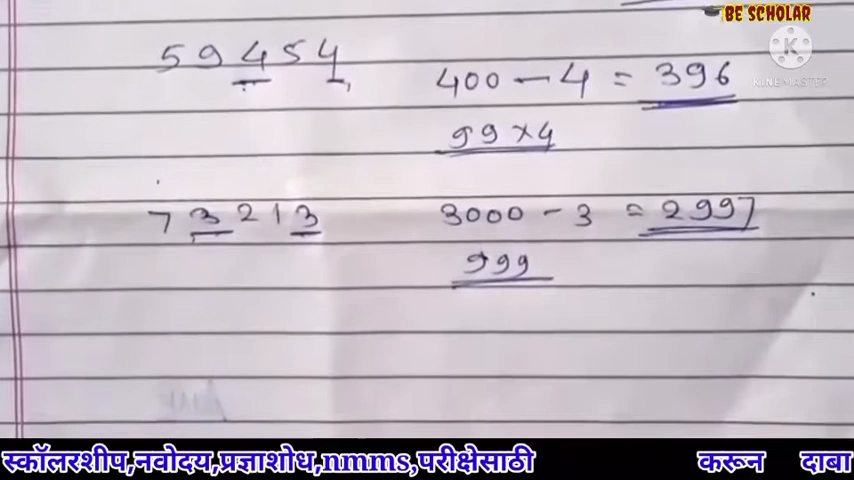 BE SCHOLAR
KINEMASTER
59454
400 - 4 = 396
99 × 4
73213
3000 - 3 = 2997
999
स्कॉलरशीप,नवोदय,प्रज्ञाशोध,nmms,परीक्षेसाठी करून दाबा